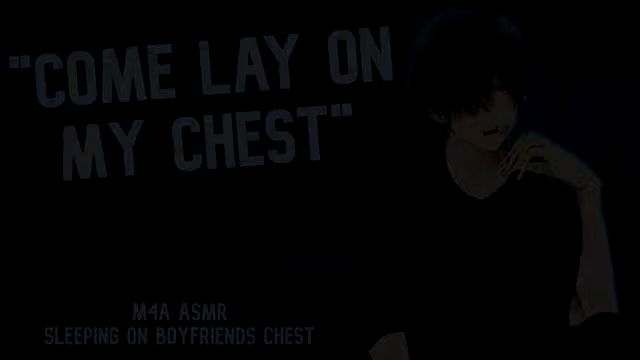 "COME LAY ON
MY CHEST"
M4A ASMR
SLEEPING ON BOYFRIENDS CHEST